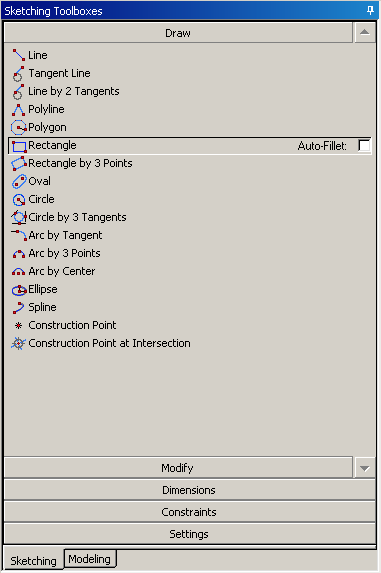 Sketching Toolboxes
Draw
Line
Tangent Line
Line by 2 Tangents
Polyline
Polygon
Rectangle Auto-Fillet:
Rectangle by 3 Points
Oval
Circle
Circle by 3 Tangents
Arc by Tangent
Arc by 3 Points
Arc by Center
Ellipse
Spline
Construction Point
Construction Point at Intersection
Modify
Dimensions
Constraints
Settings
Sketching Modeling